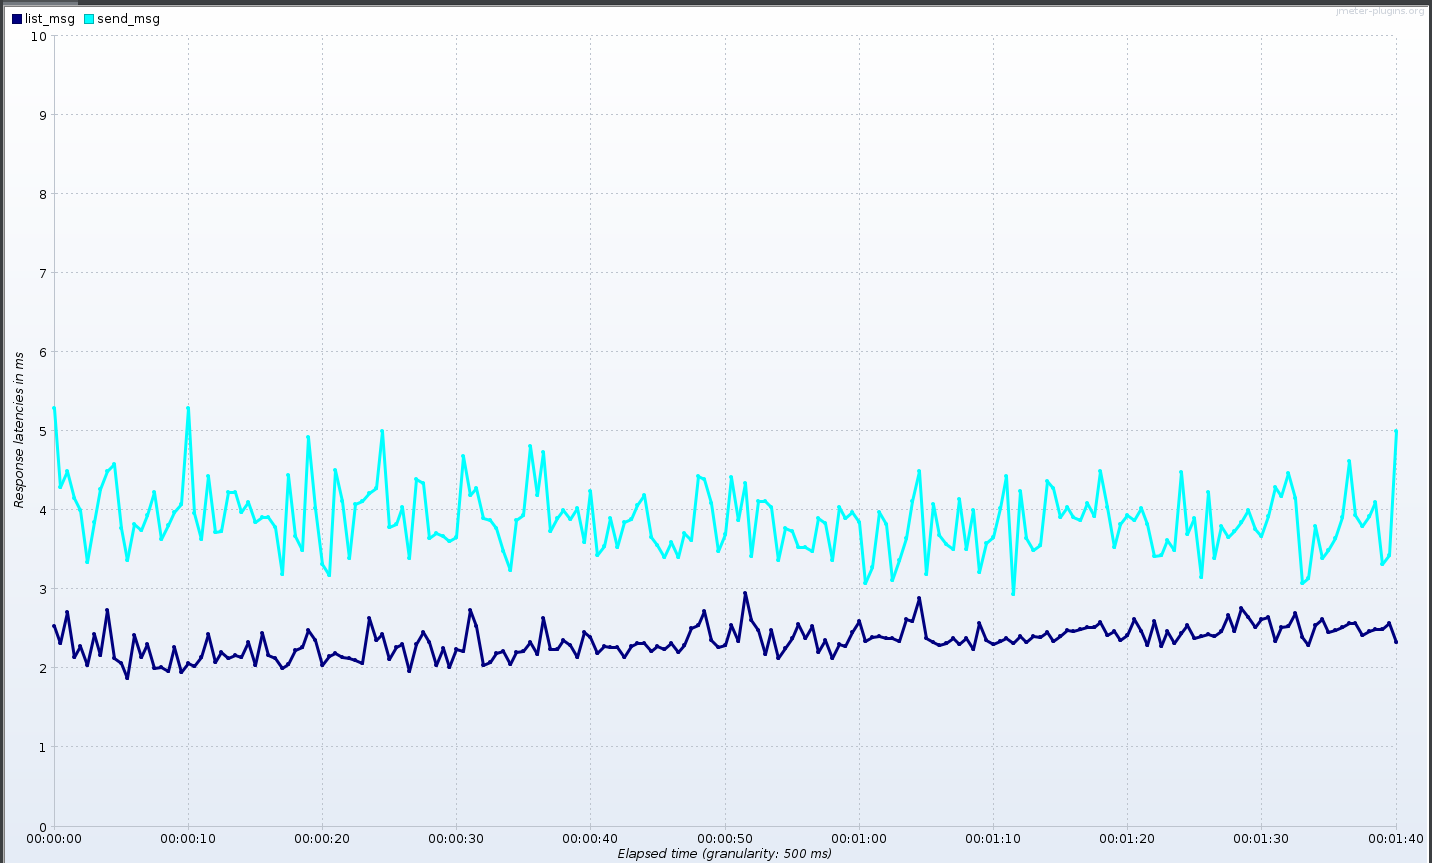 jmeter-plugins.org
list_msg send_msg
10
9
8
7
6
5
4
3
2
1
0
Response latencies in ms
00:00:00 00:00:10 00:00:20 00:00:30 00:00:40 00:00:50 00:01:00 00:01:10 00:01:20 00:01:30 00:01:40
Elapsed time (granularity: 500 ms)